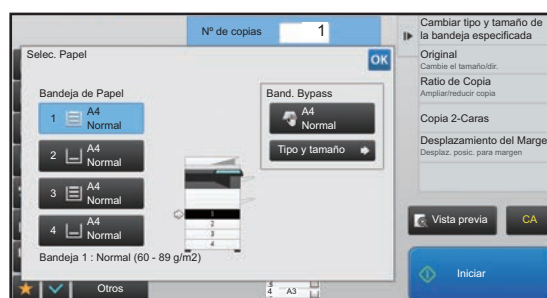 Nº de copias
1
Cambiar tipo y tamaño de
la bandeja especificada
Selec. Papel
OK
Original
Cambie el tamaño/dir.
Ratio de Copia
Ampliar/reducir copia
Copia 2-Caras
Desplazamiento del Marge
Desplaz. posic. para margen
Bandeja de Papel
1
A4
Normal
2
A4
Normal
3
A4
Normal
4
A4
Normal
Band. Bypass
A4
Normal
Tipo y tamaño
1
2
3
4
Bandeja 1 : Normal (60 - 89 g/m2)
Vista previa
CA
Iniciar
Otros
4
A3